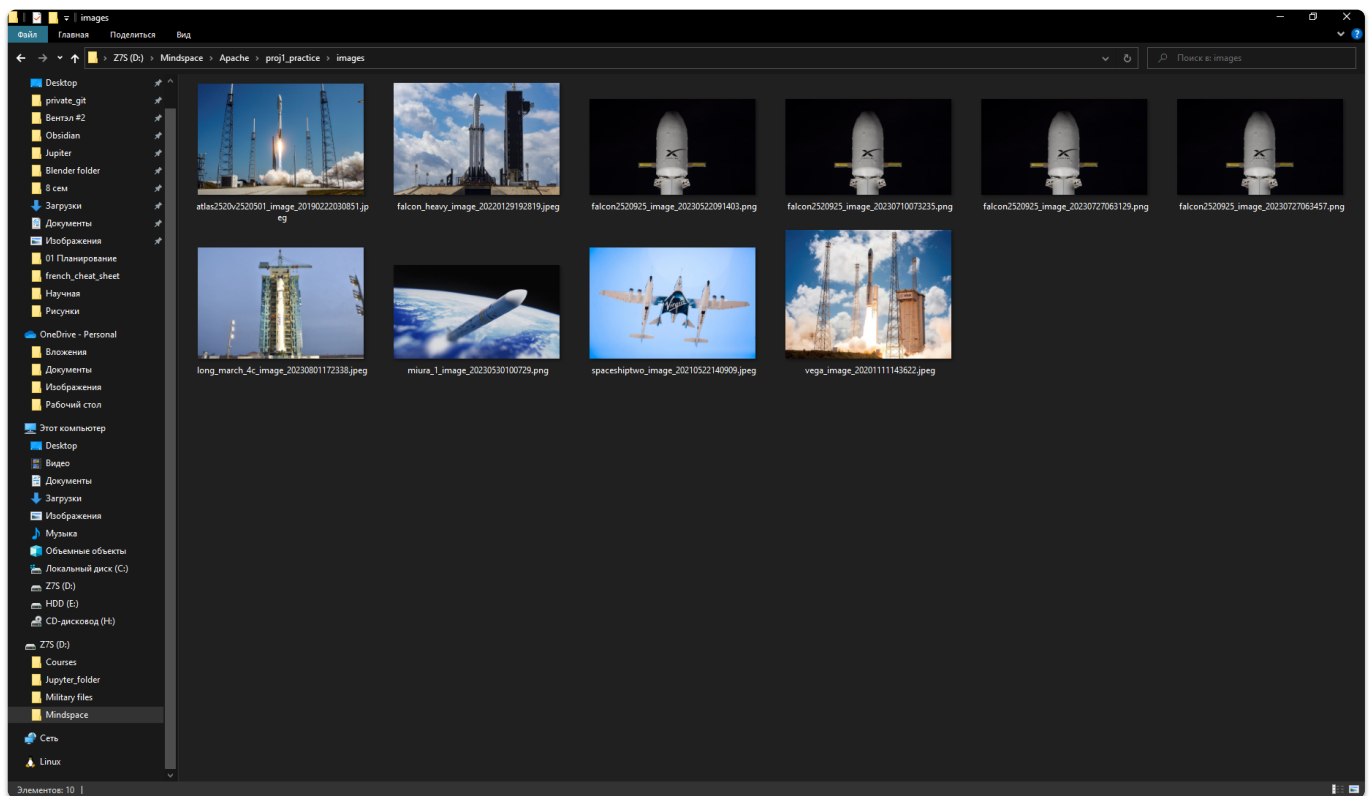 images
Файл Главная Поделиться Вид
Z7S (D:) › Mindspace › Apache › proj1_practice › images
Поиск в: images
Desktop
private_git
Вентэл #2
Obsidian
Jupiter
Blender folder
8 сем
Загрузки
Документы
Изображения
01 Планирование
french_cheat_sheet
Научная
Рисунки
OneDrive - Personal
Вложения
Документы
Изображения
Рабочий стол
Этот компьютер
Desktop
Видео
Документы
Загрузки
Изображения
Музыка
Объемные объекты
Локальный диск (C:)
Z7S (D:)
HDD (E:)
CD-дисковод (H:)
Z7S (D:)
Courses
Jupyter_folder
Military files
Mindspace
Сеть
Linux
atlas2520v2520501_image_20190222030851.jp
eg
falcon_heavy_image_20220129192819.jpeg
falcon2520925_image_20230522091403.png
falcon2520925_image_20230710073235.png
falcon2520925_image_20230727063129.png
falcon2520925_image_20230727063457.png
long_march_4c_image_20230801172338.jpeg
miura_1_image_20230530100729.png
Virgin
spaceshiptwo_image_20210522140909.jpeg
vega_image_20201111143622.jpeg
Элементов: 10